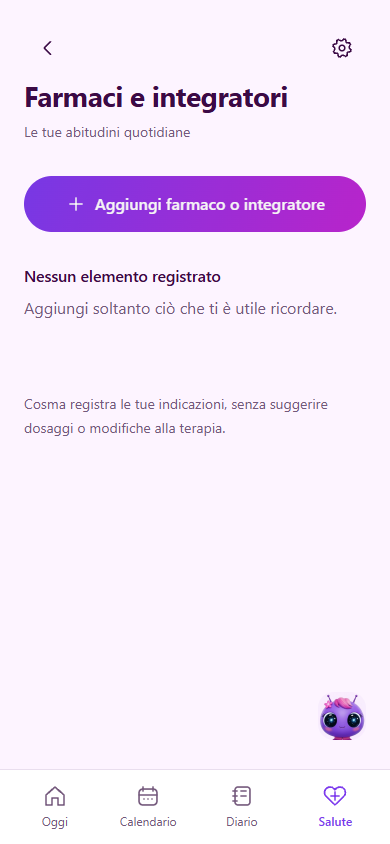 Farmaci e integratori
Le tue abitudini quotidiane
Aggiungi farmaco o integratore
Nessun elemento registrato
Aggiungi soltanto ciò che ti è utile ricordare.
Cosma registra le tue indicazioni, senza suggerire
dosaggi o modifiche alla terapia.
Oggi
Calendario
Diario
Salute